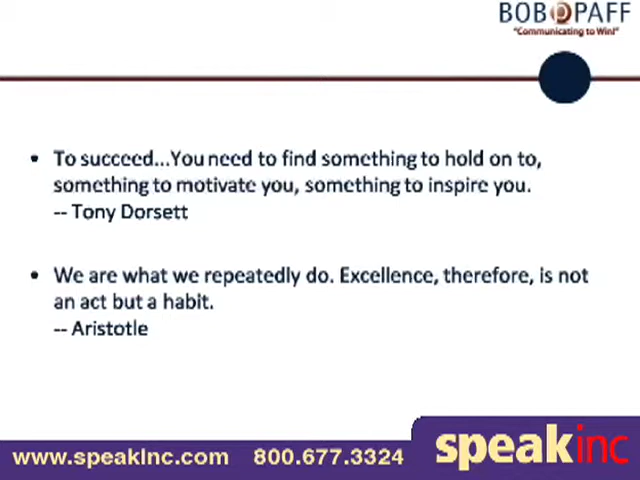 BOB PAFF
"Communicating to Win!"
• To succeed...You need to find something to hold on to,
something to motivate you, something to inspire you.
-- Tony Dorsett
• We are what we repeatedly do. Excellence, therefore, is not
an act but a habit.
-- Aristotle
www.speakInc.com 800.677.3324
speakinc